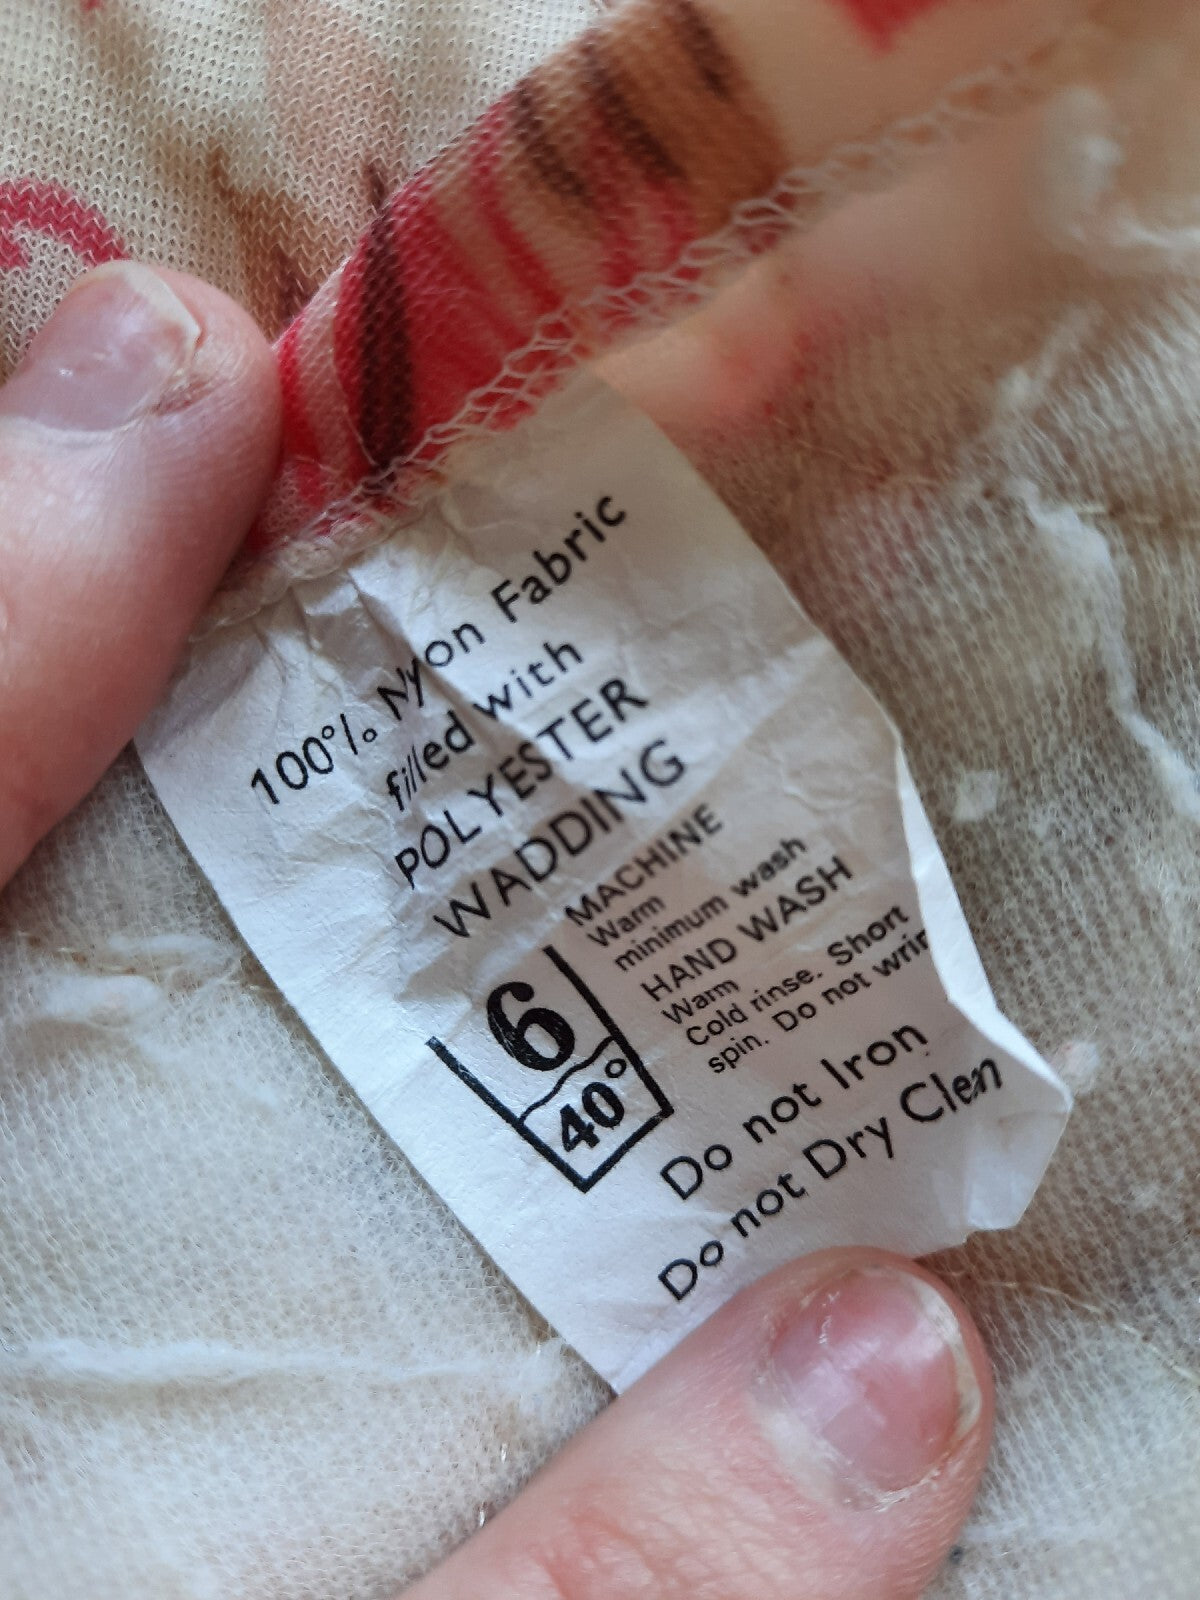 100% Nylon Fabric
filled with
POLYESTER
WADDING
6
40°
MACHINE
Warm
minimum wash
HAND WASH
Warm
Cold rinse. Short
spin. Do not
Do not Iron
Do not Dry Clen